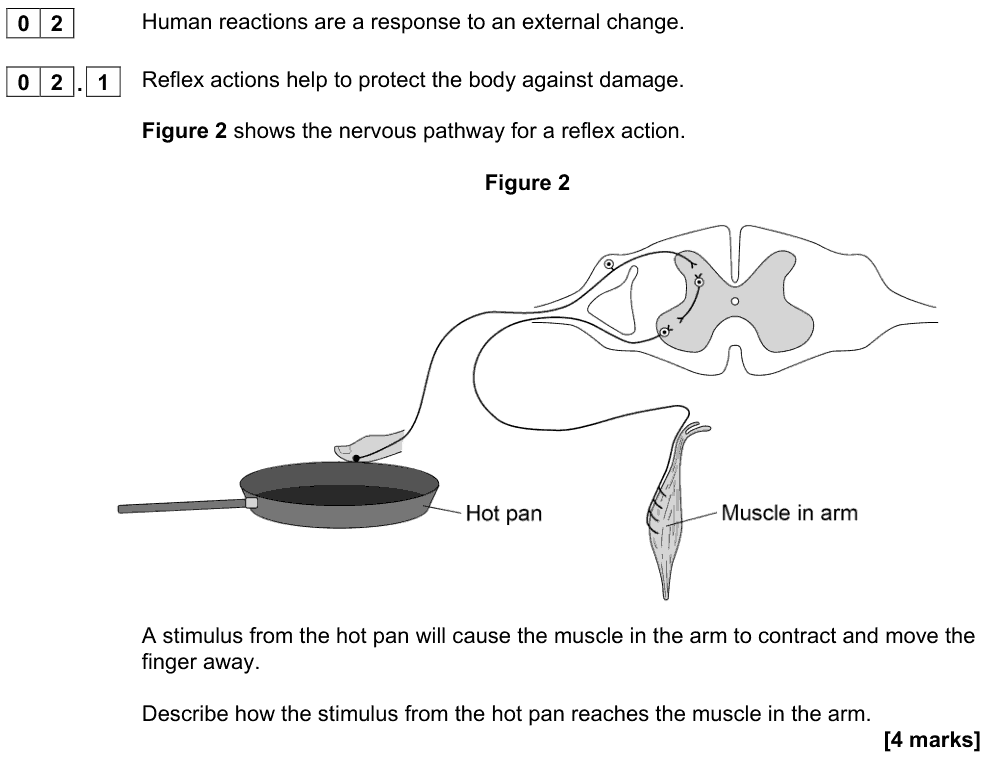 0 2 Human reactions are a response to an external change.
0 2 . 1 Reflex actions help to protect the body against damage.
Figure 2 shows the nervous pathway for a reflex action.
Figure 2
Hot pan
Muscle in arm
A stimulus from the hot pan will cause the muscle in the arm to contract and move the
finger away.
Describe how the stimulus from the hot pan reaches the muscle in the arm.
[4 marks]